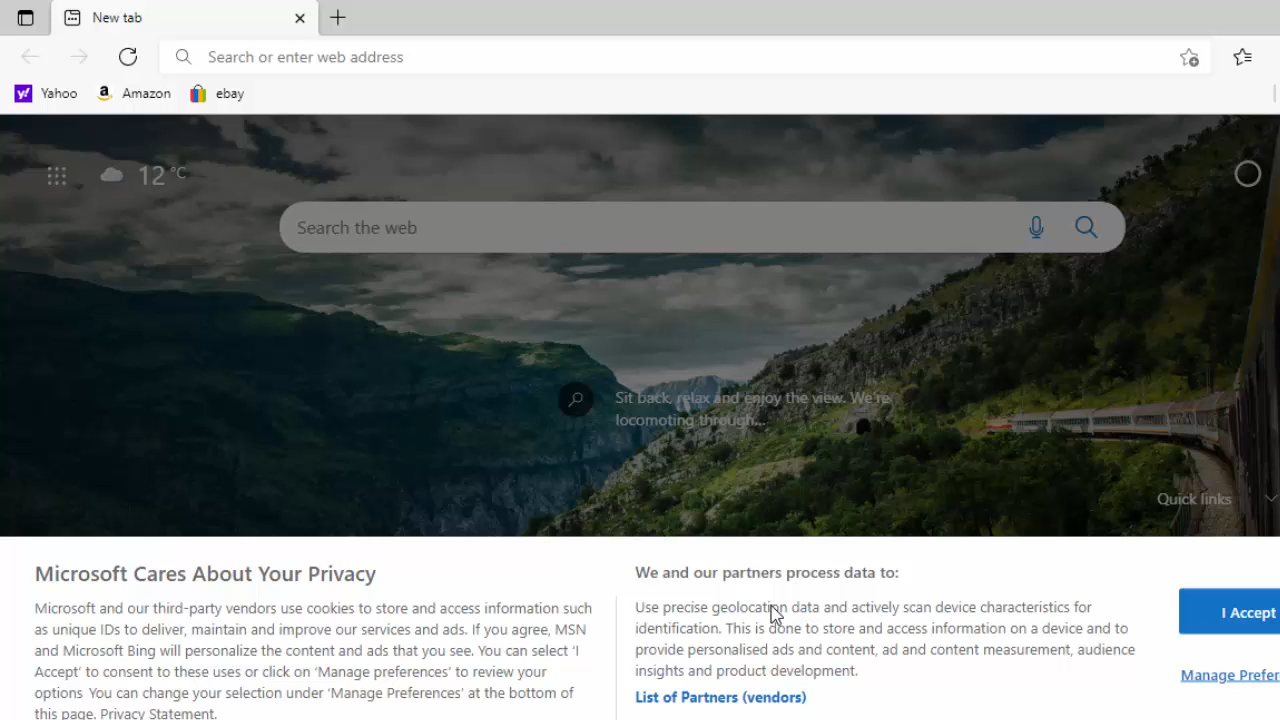 New tab
Search or enter web address
Yahoo
Amazon
ebay
12 °C
Search the web
Sit back, relax and enjoy the view. We're
locomoting through...
Quick links
Microsoft Cares About Your Privacy
Microsoft and our third-party vendors use cookies to store and access information such
as unique IDs to deliver, maintain and improve our services and ads. If you agree, MSN
and Microsoft Bing will personalize the content and ads that you see. You can select 'I
Accept' to consent to these uses or click on 'Manage preferences' to review your
options You can change your selection under 'Manage Preferences' at the bottom of
this page. Privacy Statement.
We and our partners process data to:
Use precise geolocation data and actively scan device characteristics for
identification. This is done to store and access information on a device and to
provide personalised ads and content, ad and content measurement, audience
insights and product development.
List of Partners (vendors)
I Accept
Manage Prefer